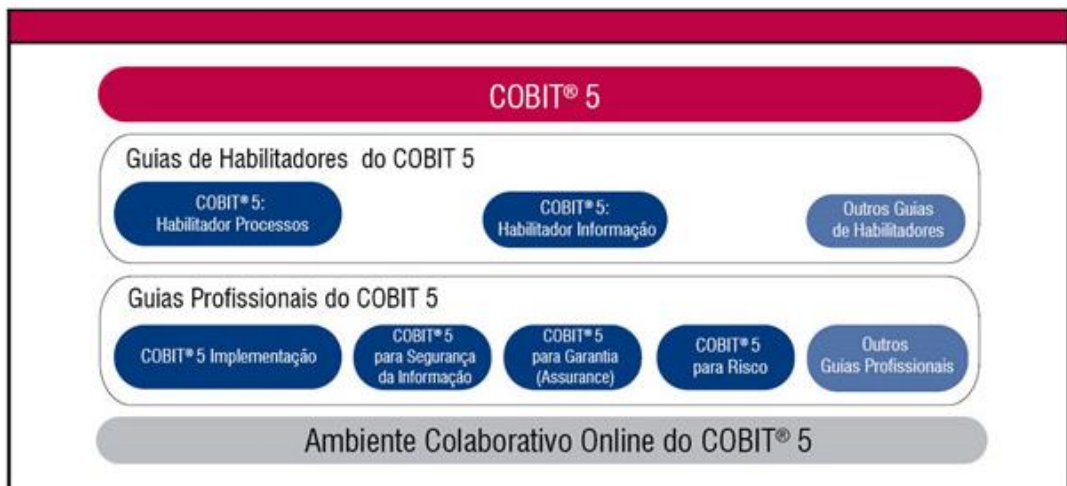 COBIT® 5
Guias de Habilitadores do COBIT 5
COBIT® 5:
Habilitador Processos
COBIT® 5:
Habilitador Informação
Outros Guias
de Habilitadores
Guias Profissionais do COBIT 5
COBIT® 5 Implementação
COBIT® 5
para Segurança
da Informação
COBIT® 5
para Garantia
(Assurance)
COBIT® 5
para Risco
Outros
Guias Profissionais
Ambiente Colaborativo Online do COBIT® 5